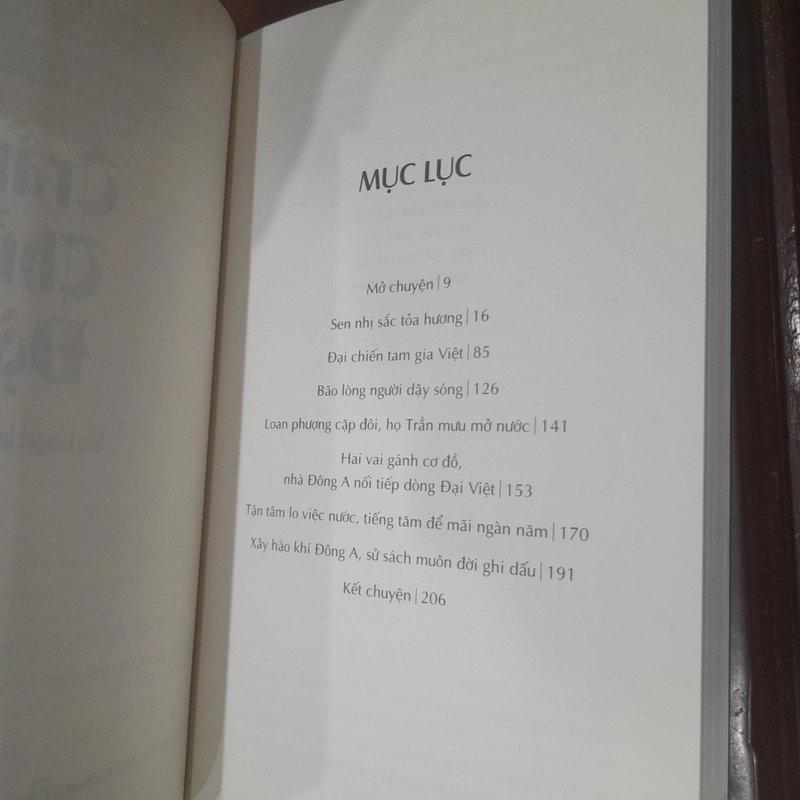 MỤC LỤC
Mở chuyện|9
Sen nhị sắc tỏa hương|16
Đại chiến tam gia Việt|85
Bão lòng người dậy sóng|126
Loan phượng cặp đôi, họ Trần mưu mở nước|141
Hai vai gánh cơ đồ,
nhà Đông A nối tiếp dòng Đại Việt|153
Tận tâm lo việc nước, tiếng tăm để mãi ngàn năm|170
Xây hào khí Đông A, sử sách muôn đời ghi dấu|191
Kết chuyện|206